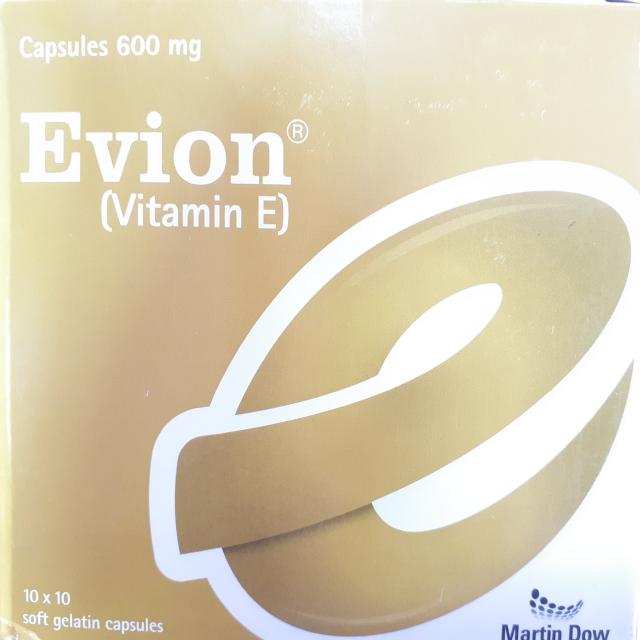 Capsules 600 mg
Evion®
(Vitamin E)
10 x 10
soft gelatin capsules
Martin Dow